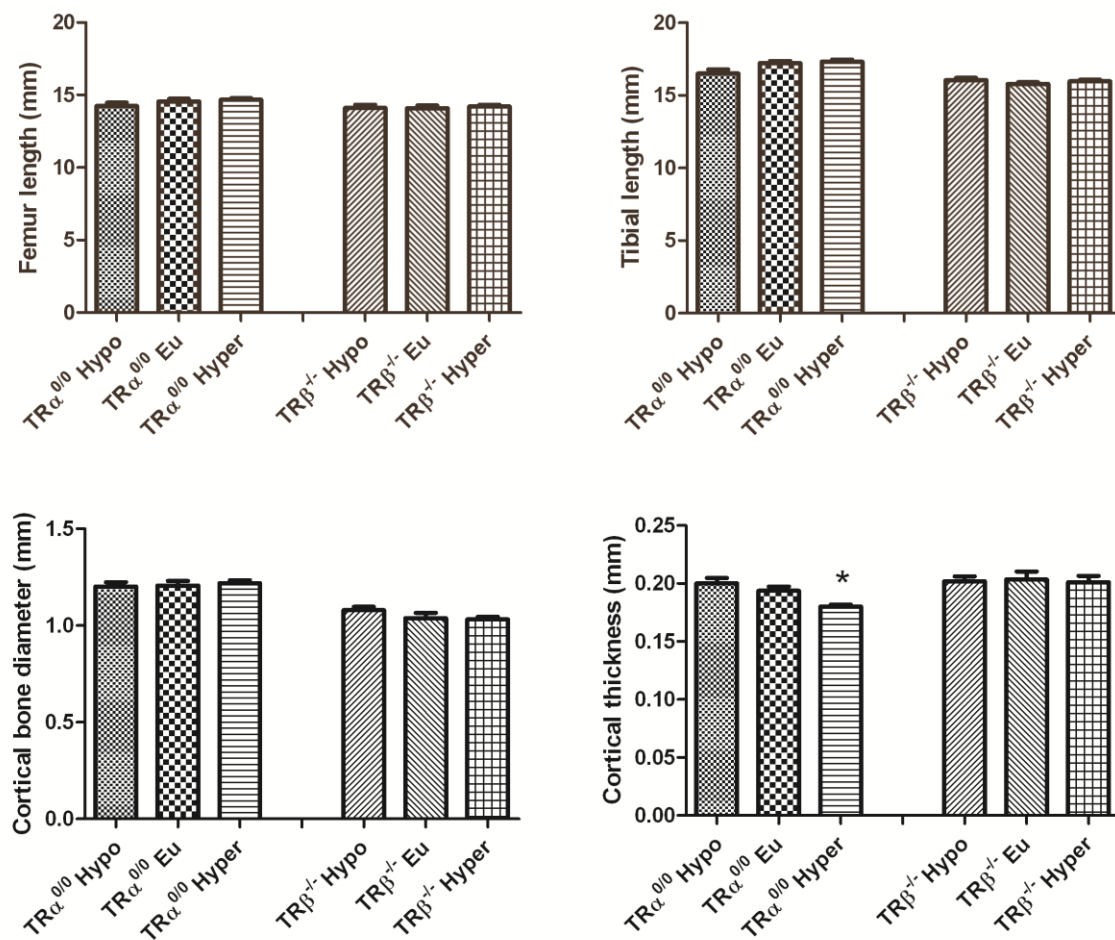 Femur length (mm)
20
15
10
5
0
TRα0/0 Hypo
TRα0/0 Eu
TRα0/0 Hyper
TRβ-/- Hypo
TRβ-/- Eu
TRβ-/- Hyper
Tibial length (mm)
20
15
10
5
0
TRα0/0 Hypo
TRα0/0 Eu
TRα0/0 Hyper
TRβ-/- Hypo
TRβ-/- Eu
TRβ-/- Hyper
Cortical bone diameter (mm)
1.5
1.0
0.5
0.0
TRα0/0 Hypo
TRα0/0 Eu
TRα0/0 Hyper
TRβ-/- Hypo
TRβ-/- Eu
TRβ-/- Hyper
Cortical thickness (mm)
0.25
0.20
0.15
0.10
0.05
0.00
*
TRα0/0 Hypo
TRα0/0 Eu
TRα0/0 Hyper
TRβ-/- Hypo
TRβ-/- Eu
TRβ-/- Hyper